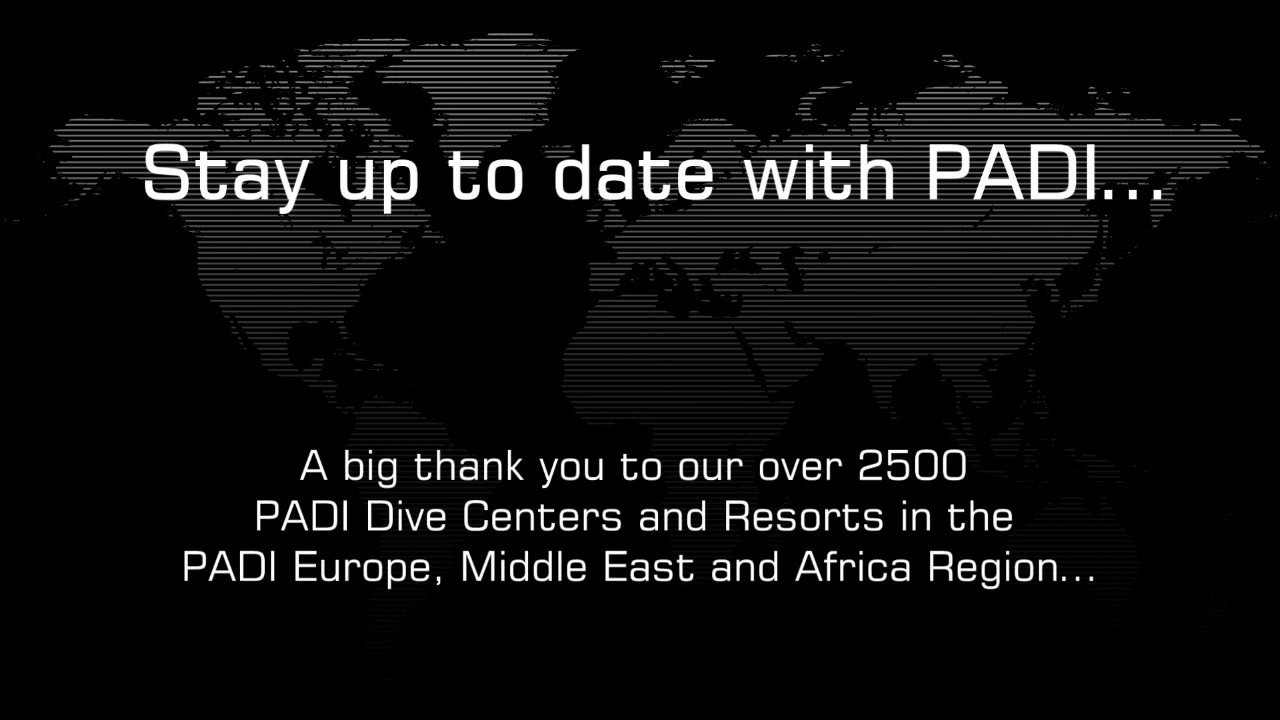 Stay up to date with PADI...
A big thank you to our over 2500
PADI Dive Centers and Resorts in the
PADI Europe, Middle East and Africa Region...